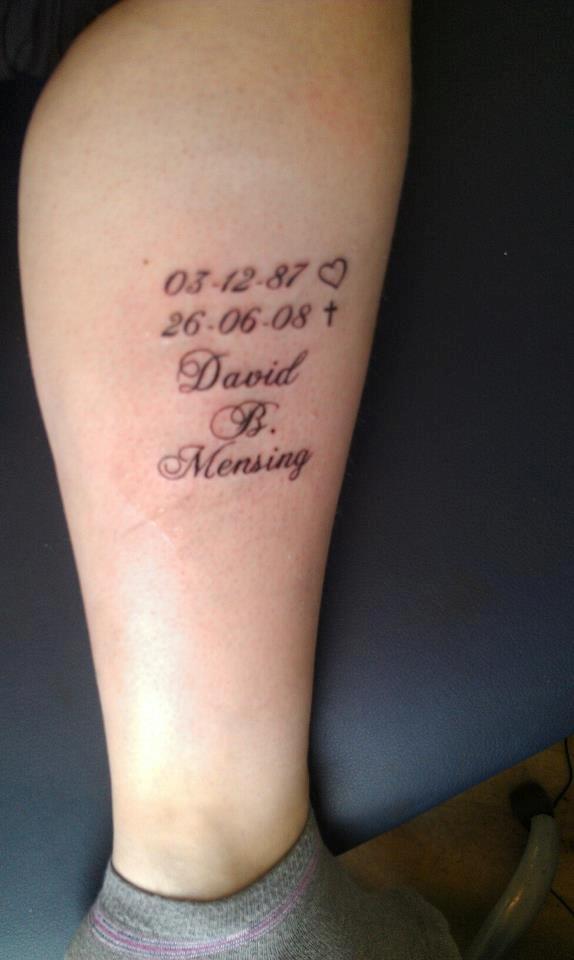 03-12-87 ♡
26-06-08 ✝
David
B.
Mensing